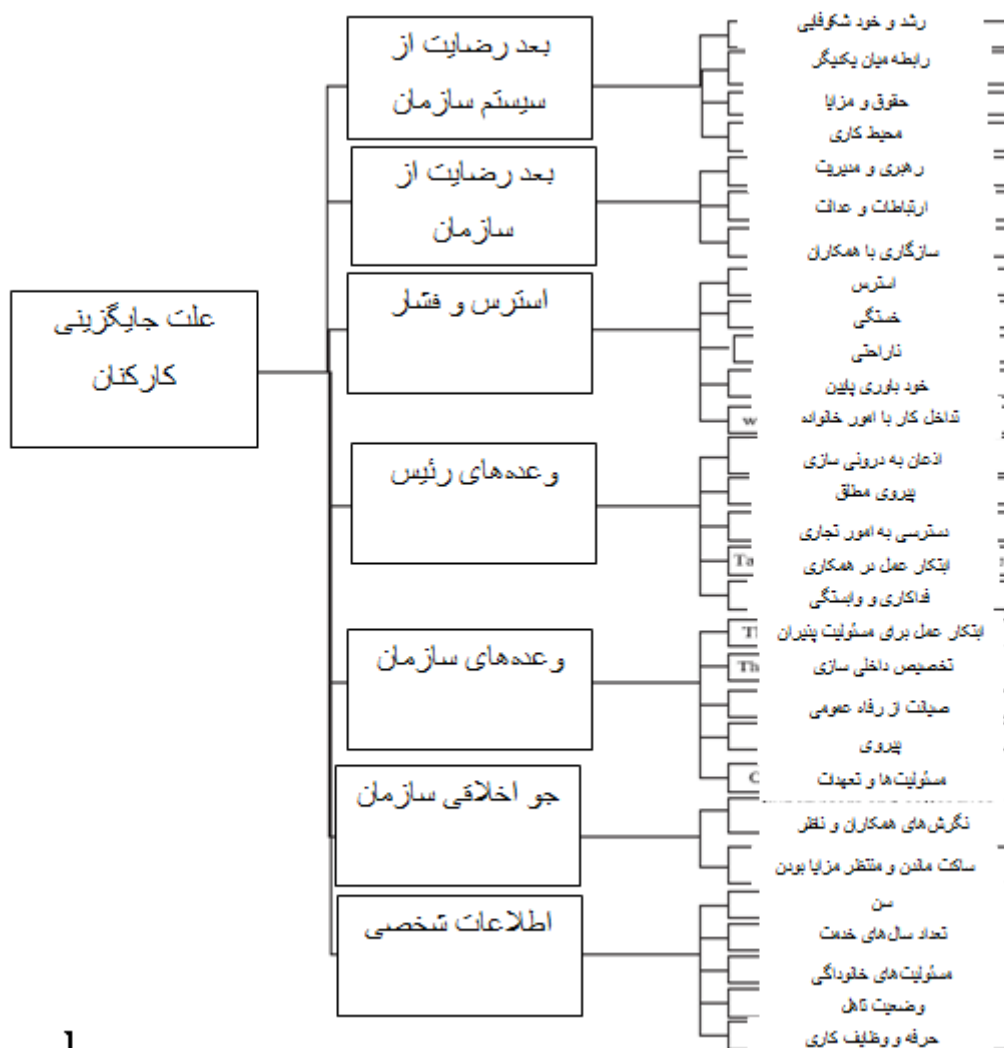 علت جایگزینی
کارکنان
بعد رضایت از
سیستم سازمان
رشد و خود شکوفایی
رابطه میان یکدیگر
حقوق و مزایا
محیط کاری
بعد رضایت از
سازمان
رهبری و مدیریت
ارتباطات و عدالت
سازگاری با همکاران
استرس و فشار
استرس
خستگی
ناراحتی
خود باوری پایین
تداخل کار با امور خانواده
w
وعده‌های رئیس
اذعان به درونی سازی
پیروی مطلق
دسترسی به امور تجاری
ابتکار عمل در همکاری
Ta
فداکاری و وابستگی
وعده‌های سازمان
ابتکار عمل برای مسئولیت پذیران
Tl
تخصیص داخلی سازی
Th
صیانت از رفاه عمومی
پیروی
مسئولیت‌ها و تعهدات
C
جو اخلاقی سازمان
نگرش‌های همکاران و نظر
ساکت ماندن و منتظر مزایا بودن
اطلاعات شخصی
سن
تعداد سال‌های خدمت
مسئولیت‌های خانوداگی
وضعیت تاهل
حرفه و وظایف کاری